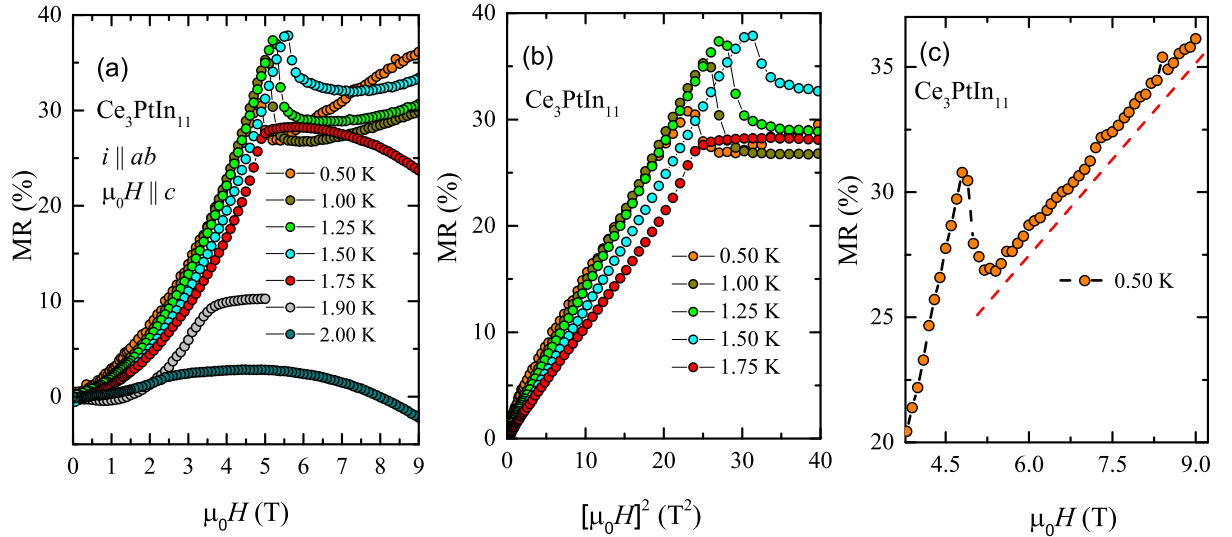 (a)
Ce₃PtIn₁₁
i ∥ ab
μ₀H ∥ c
0.50 K
1.00 K
1.25 K
1.50 K
1.75 K
1.90 K
2.00 K
MR (%)
40
30
20
10
0
0 1 2 3 4 5 6 7 8 9
μ₀H (T)
(b)
Ce₃PtIn₁₁
0.50 K
1.00 K
1.25 K
1.50 K
1.75 K
MR (%)
40
30
20
10
0
0 10 20 30 40
[μ₀H]² (T²)
(c)
Ce₃PtIn₁₁
0.50 K
MR (%)
35
30
25
20
4.5 6.0 7.5 9.0
μ₀H (T)